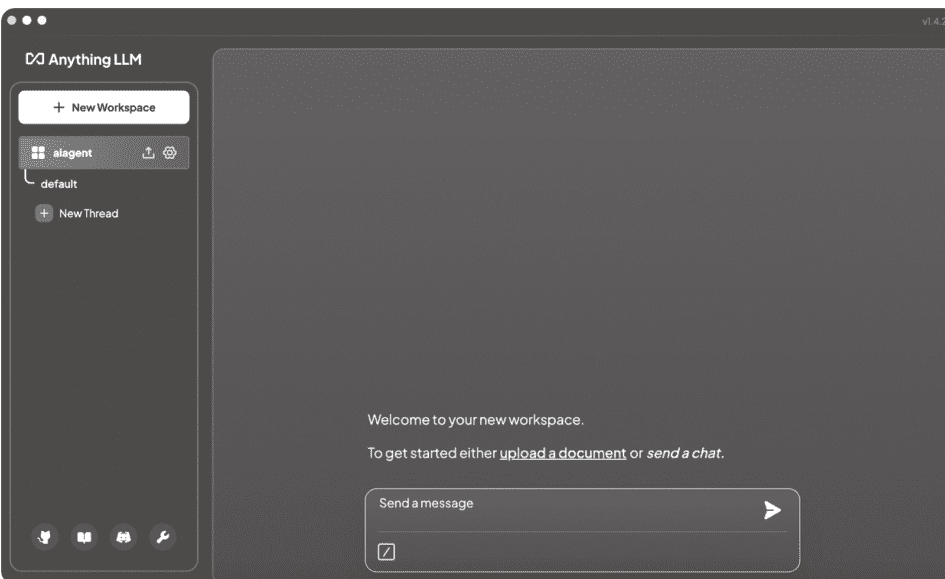 v1.4.2
Anything LLM
+ New Workspace
aiagent
default
+ New Thread
Welcome to your new workspace.
To get started either upload a document or send a chat.
Send a message
/